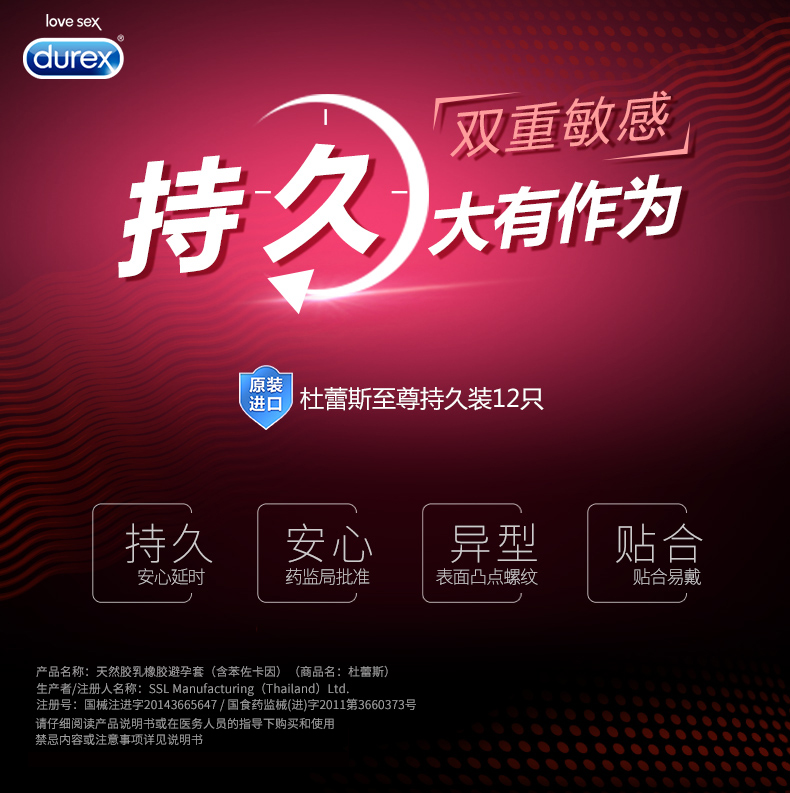 love sex
durex®
双重敏感
持久大有作为
原装
进口
杜蕾斯至尊持久装12只
持久
安心延时
安心
药监局批准
异型
表面凸点螺纹
贴合
贴合易戴
产品名称：天然胶乳橡胶避孕套（含苯佐卡因）（商品名：杜蕾斯）
生产者/注册人名称：SSL Manufacturing（Thailand）Ltd.
注册号：国械注进字20143665647 / 国食药监械(进)字2011第3660373号
请仔细阅读产品说明书或在医务人员的指导下购买和使用
禁忌内容或注意事项详见说明书